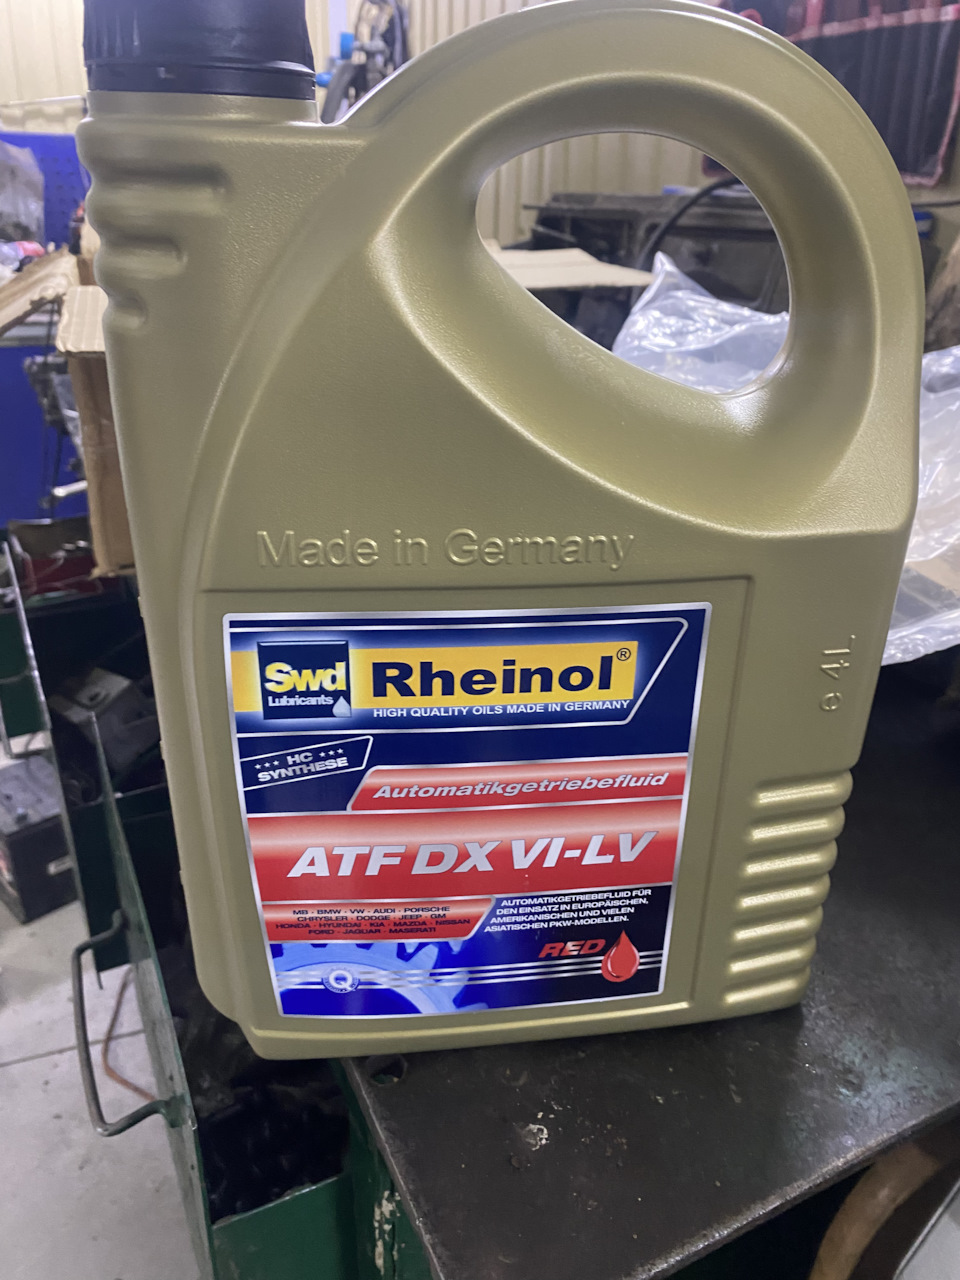 Made in Germany
Swd
Lubricants
Rheinol®
HIGH QUALITY OILS MADE IN GERMANY
*** HC ***
SYNTHESE
Automatikgetriebefluid
ATF DX VI-LV
MB · BMW · VW · AUDI · PORSCHE
CHRYSLER · DODGE · JEEP · GM
HONDA · HYUNDAI · KIA · MAZDA · NISSAN
FORD · JAGUAR · MASERATI
AUTOMATIKGETRIEBEFLUID FÜR
DEN EINSATZ IN EUROPÄISCHEN,
AMERIKANISCHEN UND VIELEN
ASIATISCHEN PKW-MODELLEN.
RED
Q
e 4L